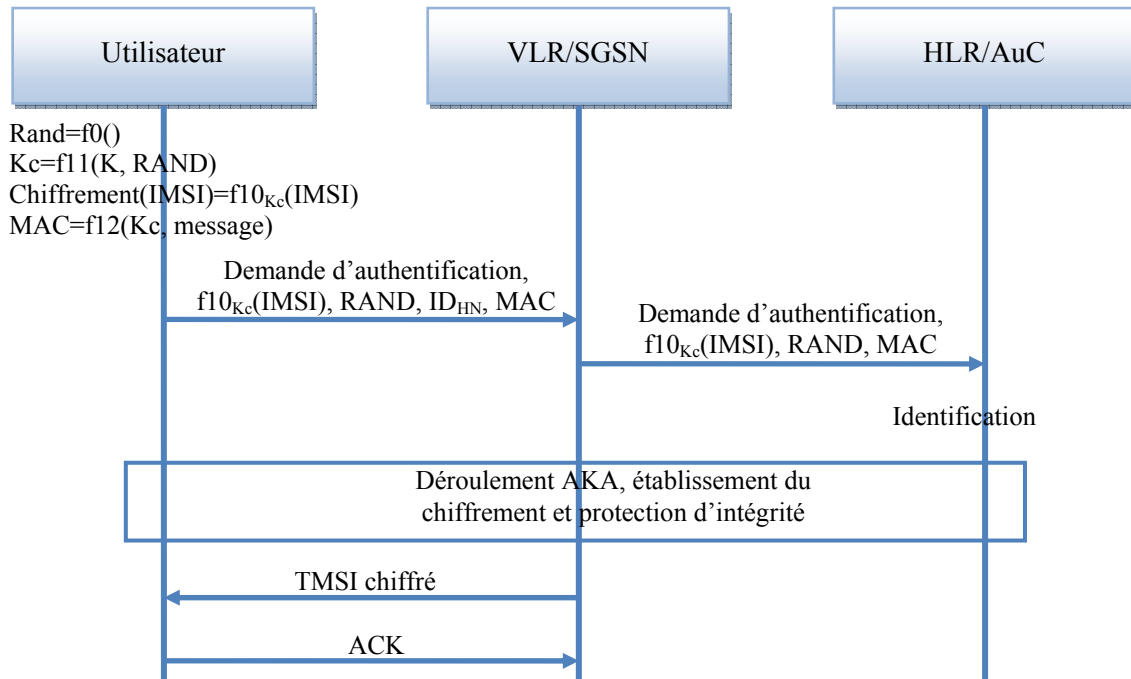 Utilisateur
VLR/SGSN
HLR/AuC
Rand=f0()
Kc=f11(K, RAND)
Chiffrement(IMSI)=f10Kc(IMSI)
MAC=f12(Kc, message)
Demande d'authentification,
f10Kc(IMSI), RAND, IDHN, MAC
Demande d'authentification,
f10Kc(IMSI), RAND, MAC
Identification
Déroulement AKA, établissement du
chiffrement et protection d'intégrité
TMSI chiffré
ACK